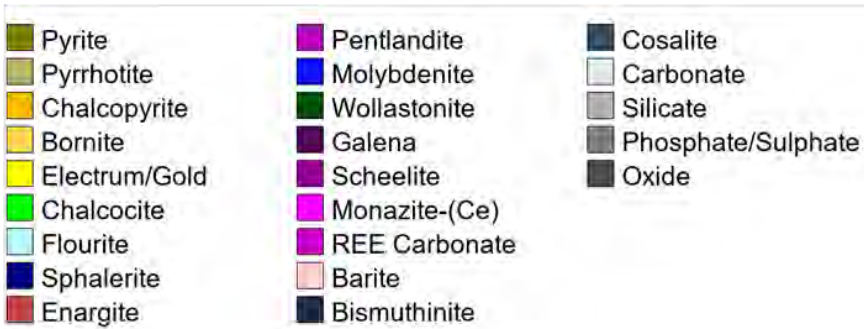 Pyrite
Pyrrhotite
Chalcopyrite
Bornite
Electrum/Gold
Chalcocite
Flourite
Sphalerite
Enargite
Pentlandite
Molybdenite
Wollastonite
Galena
Scheelite
Monazite-(Ce)
REE Carbonate
Barite
Bismuthinite
Cosalite
Carbonate
Silicate
Phosphate/Sulphate
Oxide